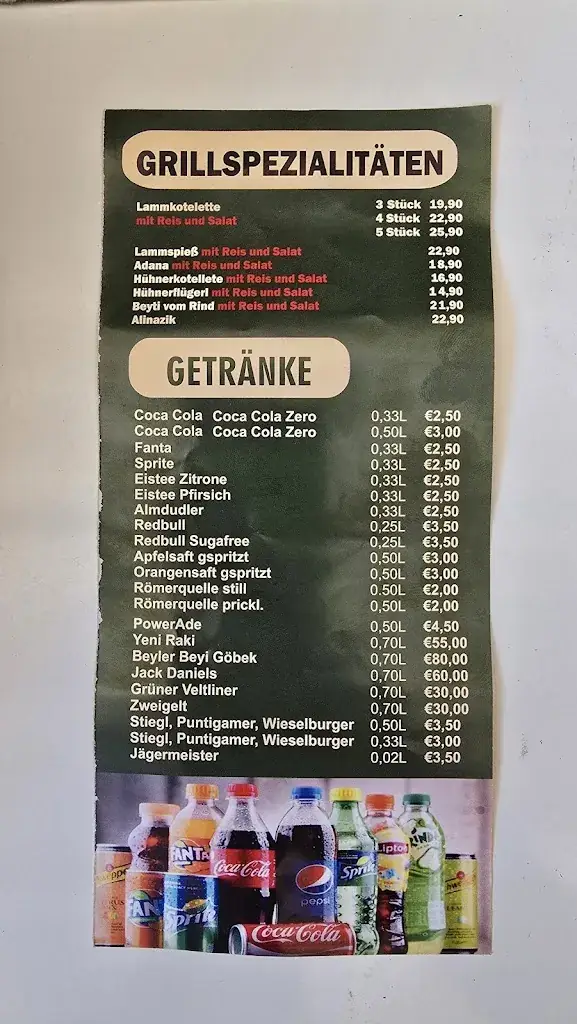 GRILLSPEZIALITÄTEN
Lammkotelette 3 Stück 19,90
mit Reis und Salat 4 Stück 22,90
5 Stück 25,90
Lammspieß mit Reis und Salat 22,90
Adana mit Reis und Salat 18,90
Hühnerkotellete mit Reis und Salat 16,90
Hühnerflügerl mit Reis und Salat 14,90
Beyti vom Rind mit Reis und Salat 21,90
Alinazik 22,90
GETRÄNKE
Coca Cola Coca Cola Zero 0,33L €2,50
Coca Cola Coca Cola Zero 0,50L €3,00
Fanta 0,33L €2,50
Sprite 0,33L €2,50
Eistee Zitrone 0,33L €2,50
Eistee Pfirsich 0,33L €2,50
Almdudler 0,33L €2,50
Redbull 0,25L €3,50
Redbull Sugafree 0,25L €3,50
Apfelsaft gspritzt 0,50L €3,00
Orangensaft gspritzt 0,50L €3,00
Römerquelle still 0.50L €2,00
Römerquelle prickl. 0,50L €2,00
PowerAde 0,50L €4,50
Yeni Raki 0,70L €55,00
Beyler Beyi Göbek 0,70L €80,00
Jack Daniels 0,70L €60,00
Grüner Veltliner 0,70L €30,00
Zweigelt 0,70L €30,00
Stiegl, Puntigamer, Wieselburger 0,50L €3,50
Stiegl, Puntigamer, Wieselburger 0,33L €3,00
Jägermeister 0,02L €3,50
FANTA
Coca-Cola
pepsi
Sprite
Lipton
FAN
Sprite
Coca-Cola